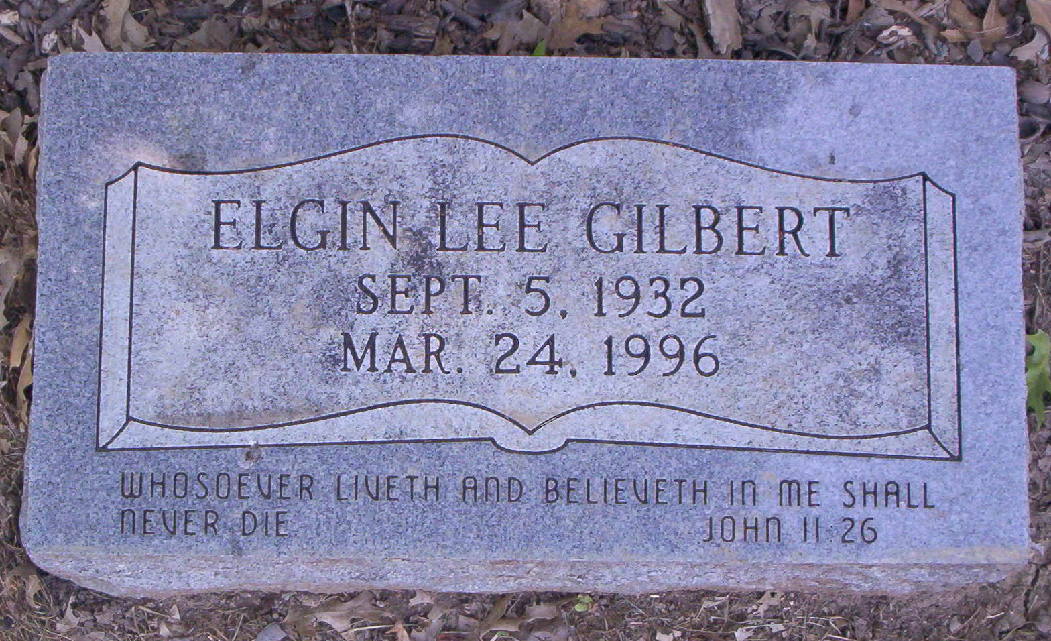 ELGIN LEE GILBERT
SEPT. 5, 1932
MAR. 24, 1996
WHOSOEVER LIVETH AND BELIEVETH IN ME SHALL
NEVER DIE JOHN 11:26